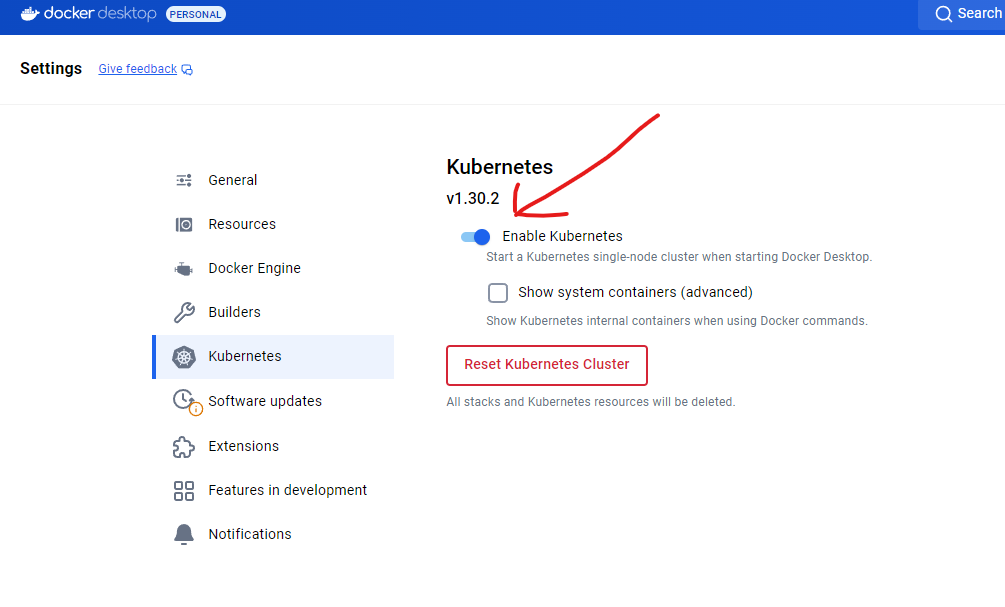 docker desktop PERSONAL
Search
Settings Give feedback
General
Resources
Docker Engine
Builders
Kubernetes
Software updates
Extensions
Features in development
Notifications
Kubernetes
v1.30.2
Enable Kubernetes
Start a Kubernetes single-node cluster when starting Docker Desktop.
Show system containers (advanced)
Show Kubernetes internal containers when using Docker commands.
Reset Kubernetes Cluster
All stacks and Kubernetes resources will be deleted.